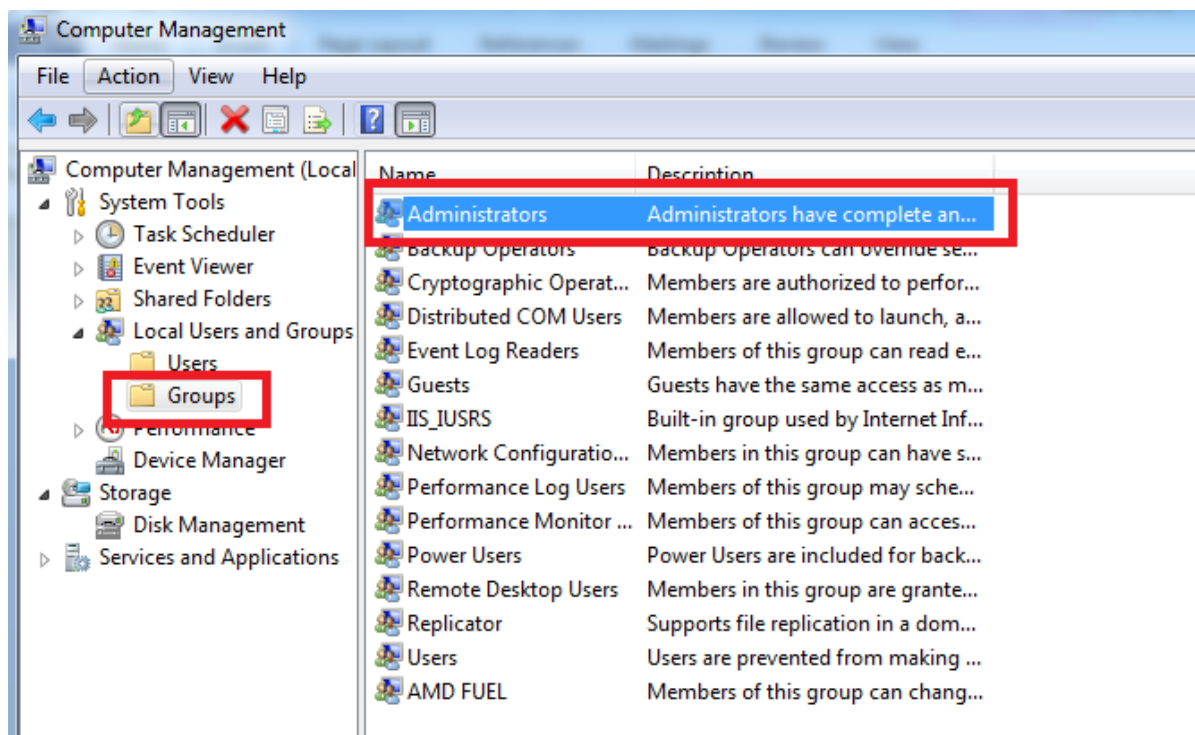 Computer Management
File Action View Help
Computer Management (Local
System Tools
Task Scheduler
Event Viewer
Shared Folders
Local Users and Groups
Users
Groups
Performance
Device Manager
Storage
Disk Management
Services and Applications
Name Description
Administrators Administrators have complete an...
Backup Operators Backup Operators can override se...
Cryptographic Operat... Members are authorized to perfor...
Distributed COM Users Members are allowed to launch, a...
Event Log Readers Members of this group can read e...
Guests Guests have the same access as m...
IIS_IUSRS Built-in group used by Internet Inf...
Network Configuratio... Members in this group can have s...
Performance Log Users Members of this group may sche...
Performance Monitor ... Members of this group can acces...
Power Users Power Users are included for back...
Remote Desktop Users Members in this group are grante...
Replicator Supports file replication in a dom...
Users Users are prevented from making ...
AMD FUEL Members of this group can chang...